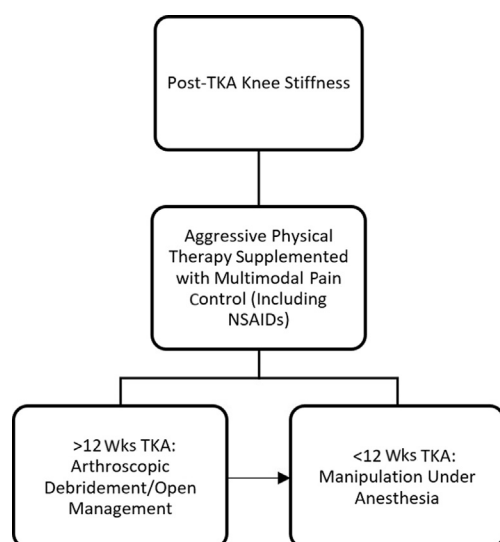 Post-TKA Knee Stiffness
Aggressive Physical
Therapy Supplemented
with Multimodal Pain
Control (Including
NSAIDs)
>12 Wks TKA:
Arthroscopic
Debridement/Open
Management
<12 Wks TKA:
Manipulation Under
Anesthesia